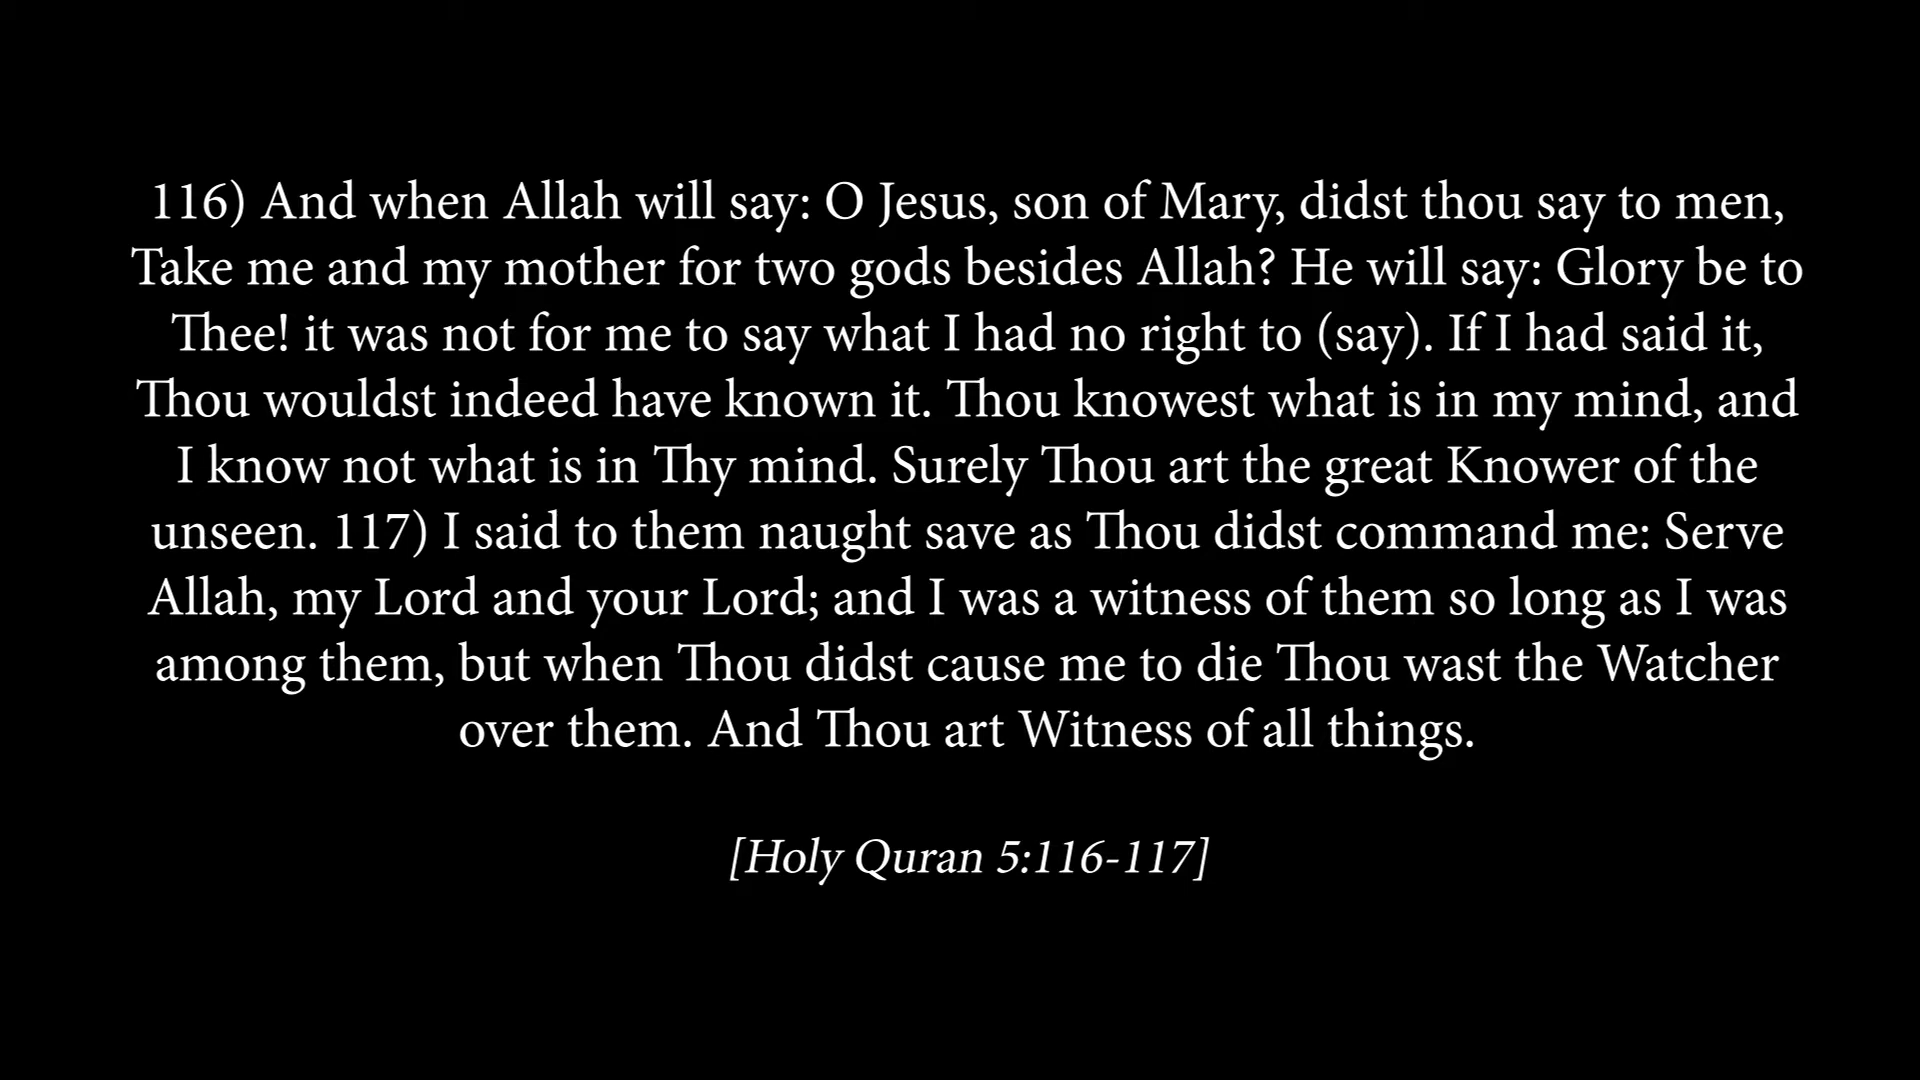 116) And when Allah will say: O Jesus, son of Mary, didst thou say to men,
Take me and my mother for two gods besides Allah? He will say: Glory be to
Thee! it was not for me to say what I had no right to (say). If I had said it,
Thou wouldst indeed have known it. Thou knowest what is in my mind, and
I know not what is in Thy mind. Surely Thou art the great Knower of the
unseen. 117) I said to them naught save as Thou didst command me: Serve
Allah, my Lord and your Lord; and I was a witness of them so long as I was
among them, but when Thou didst cause me to die Thou wast the Watcher
over them. And Thou art Witness of all things.
[Holy Quran 5:116-117]